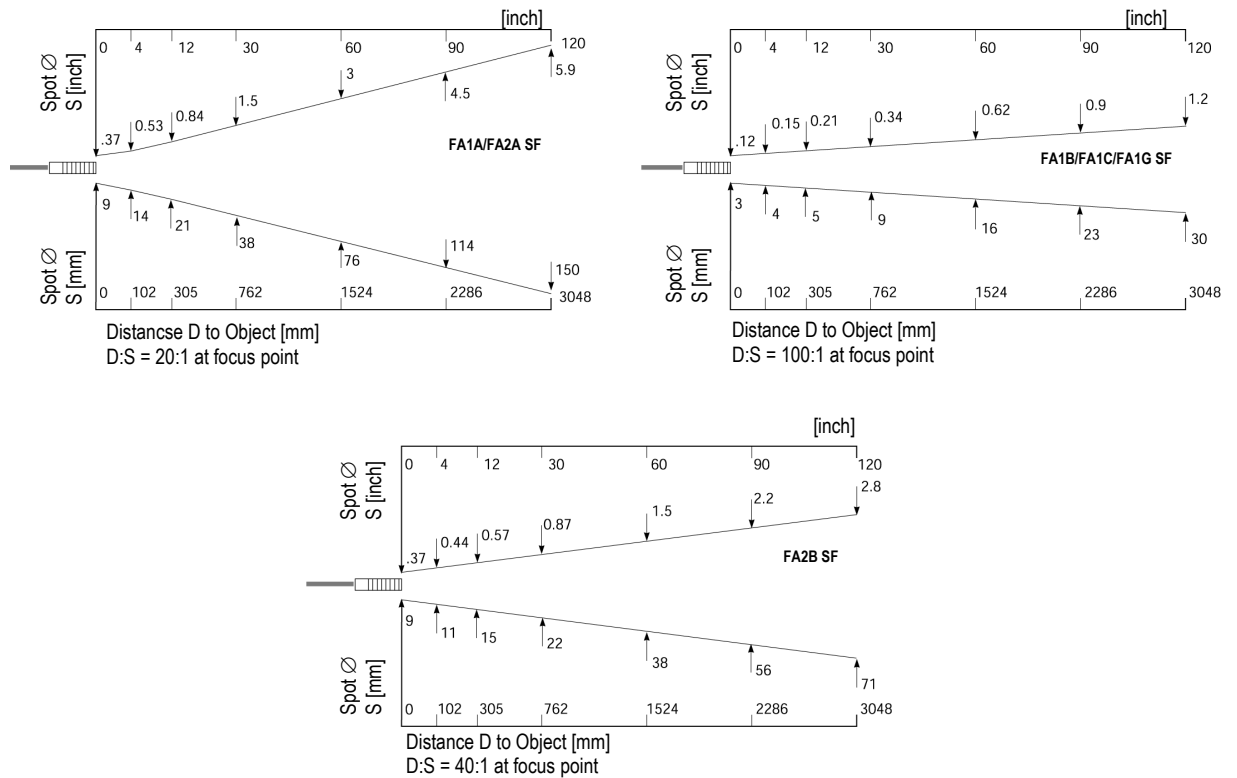 [inch]
0 4 12 30 60 90 120
Spot ∅
S [inch]
.37 0.53 0.84 1.5 3 4.5 5.9
FA1A/FA2A SF
9 14 21 38 76 114 150
Spot ∅
S [mm]
0 102 305 762 1524 2286 3048
Distancse D to Object [mm]
D:S = 20:1 at focus point
[inch]
0 4 12 30 60 90 120
Spot ∅
S [inch]
.12 0.15 0.21 0.34 0.62 0.9 1.2
FA1B/FA1C/FA1G SF
3 4 5 9 16 23 30
Spot ∅
S [mm]
0 102 305 762 1524 2286 3048
Distance D to Object [mm]
D:S = 100:1 at focus point
[inch]
0 4 12 30 60 90 120
Spot ∅
S [inch]
.37 0.44 0.57 0.87 1.5 2.2 2.8
FA2B SF
9 11 15 22 38 56 71
Spot ∅
S [mm]
0 102 305 762 1524 2286 3048
Distance D to Object [mm]
D:S = 40:1 at focus point